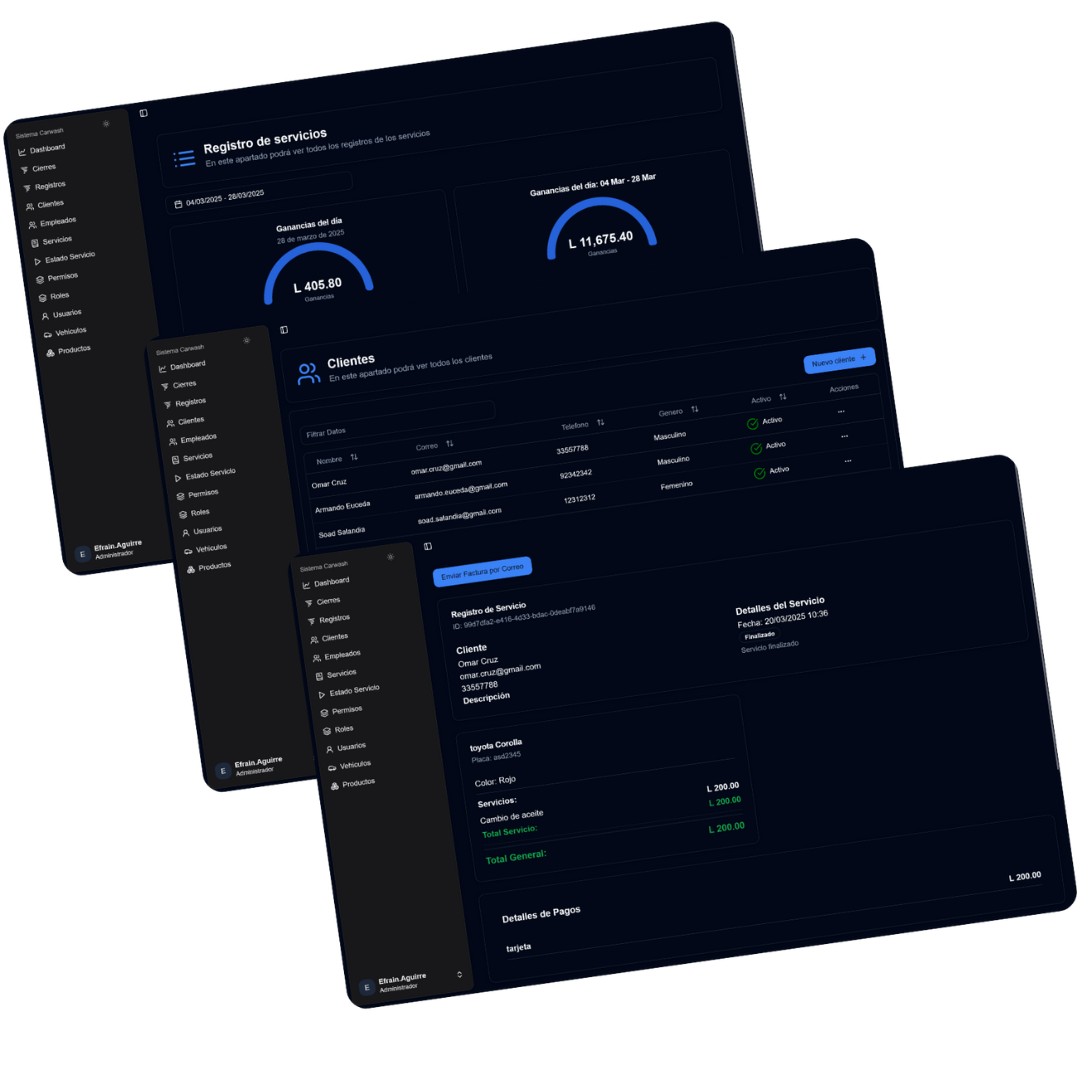 Sistema Carwash
Dashboard
Cierres
Registros
Clientes
Empleados
Servicios
Estado Servicio
Permisos
Roles
Usuarios
Vehículos
Productos
E
Efrain.Aguirre
Administrador
Registro de servicios
En este apartado podrá ver todos los registros de los servicios
04/03/2025 - 28/03/2025
Ganancias del día
28 de marzo de 2025
L 405.80
Ganancias
Ganancias del día: 04 Mar - 28 Mar
L 11,675.40
Ganancias
Sistema Carwash
Dashboard
Cierres
Registros
Clientes
Empleados
Servicios
Estado Servicio
Permisos
Roles
Usuarios
Vehículos
Productos
E
Efrain.Aguirre
Administrador
Clientes
En este apartado podrá ver todos los clientes
Nuevo cliente +
Filtrar Datos
Nombre Correo Telefono Genero Activo Acciones
Omar Cruz omar.cruz@gmail.com 33557788 Masculino Activo ...
Armando Euceda armando.euceda@gmail.com 92342342 Masculino Activo ...
Soad Salandia soad.salandia@gmail.com 12312312 Femenino Activo ...
Sistema Carwash
Dashboard
Cierres
Registros
Clientes
Empleados
Servicios
Estado Servicio
Permisos
Roles
Usuarios
Vehículos
Productos
E
Efrain.Aguirre
Administrador
Enviar Factura por Correo
Registro de Servicio
ID: 99d7dfa2-e416-4d33-bdac-0deabf7a9146
Cliente
Omar Cruz
omar.cruz@gmail.com
33557788
Descripción
Detalles del Servicio
Fecha: 20/03/2025 10:36
Finalizado
Servicio finalizado
toyota Corolla
Placa: asd2345
Color: Rojo
Servicios:
Cambio de aceite L 200.00
Total Servicio: L 200.00
Total General: L 200.00
Detalles de Pagos
tarjeta L 200.00